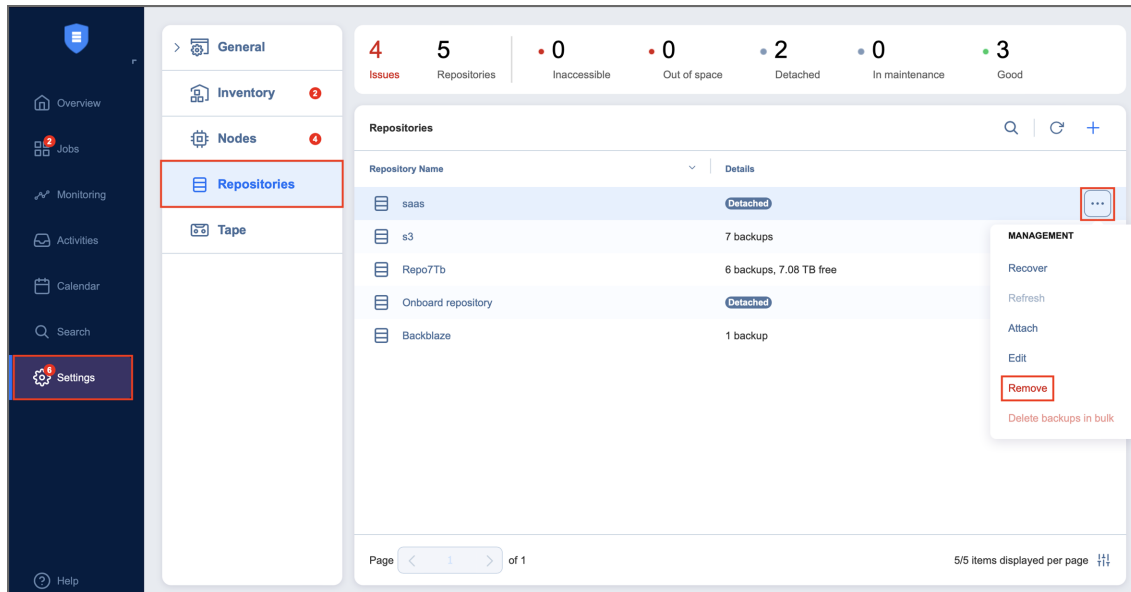 Overview
2
Jobs
Monitoring
Activities
Calendar
Search
6
Settings
Help
General
Inventory 2
Nodes 4
Repositories
Tape
4 5 0 0 2 0 3
Issues Repositories Inaccessible Out of space Detached In maintenance Good
Repositories
Repository Name Details
saas Detached
s3 7 backups
Repo7Tb 6 backups, 7.08 TB free
Onboard repository Detached
Backblaze 1 backup
MANAGEMENT
Recover
Refresh
Attach
Edit
Remove
Delete backups in bulk
Page 1 of 1 5/5 items displayed per page